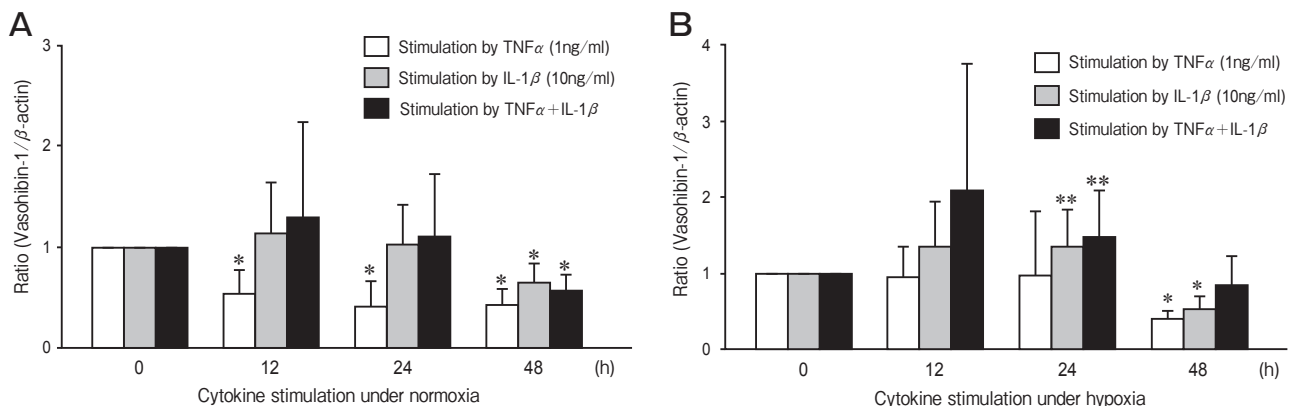 A
Ratio (Vasohibin-1/β-actin)
3
2
1
0
Stimulation by TNFα (1ng/ml)
Stimulation by IL-1β (10ng/ml)
Stimulation by TNFα+IL-1β
*
*
*
*
*
0 12 24 48 (h)
Cytokine stimulation under normoxia
B
Ratio (Vasohibin-1/β-actin)
4
3
2
1
0
Stimulation by TNFα (1ng/ml)
Stimulation by IL-1β (10ng/ml)
Stimulation by TNFα+IL-1β
**
**
*
*
0 12 24 48 (h)
Cytokine stimulation under hypoxia